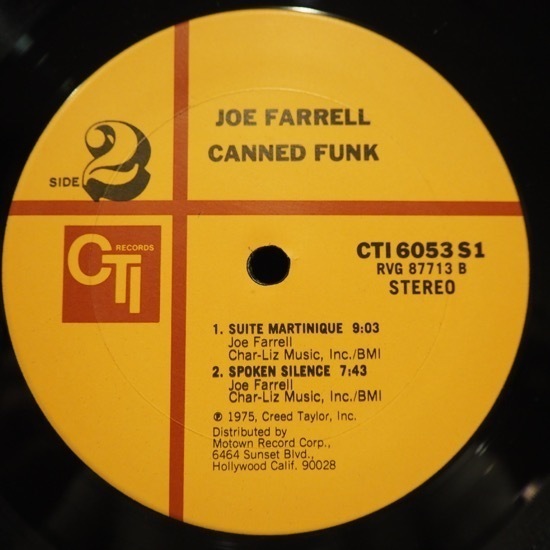 JOE FARRELL
CANNED FUNK
SIDE 2
CTI RECORDS
CTI 6053 S1
RVG 87713 B
STEREO
1. SUITE MARTINIQUE 9:03
Joe Farrell
Char-Liz Music, Inc./BMI
2. SPOKEN SILENCE 7:43
Joe Farrell
Char-Liz Music, Inc./BMI
℗ 1975, Creed Taylor, Inc.
Distributed by
Motown Record Corp.,
6464 Sunset Blvd.,
Hollywood Calif. 90028